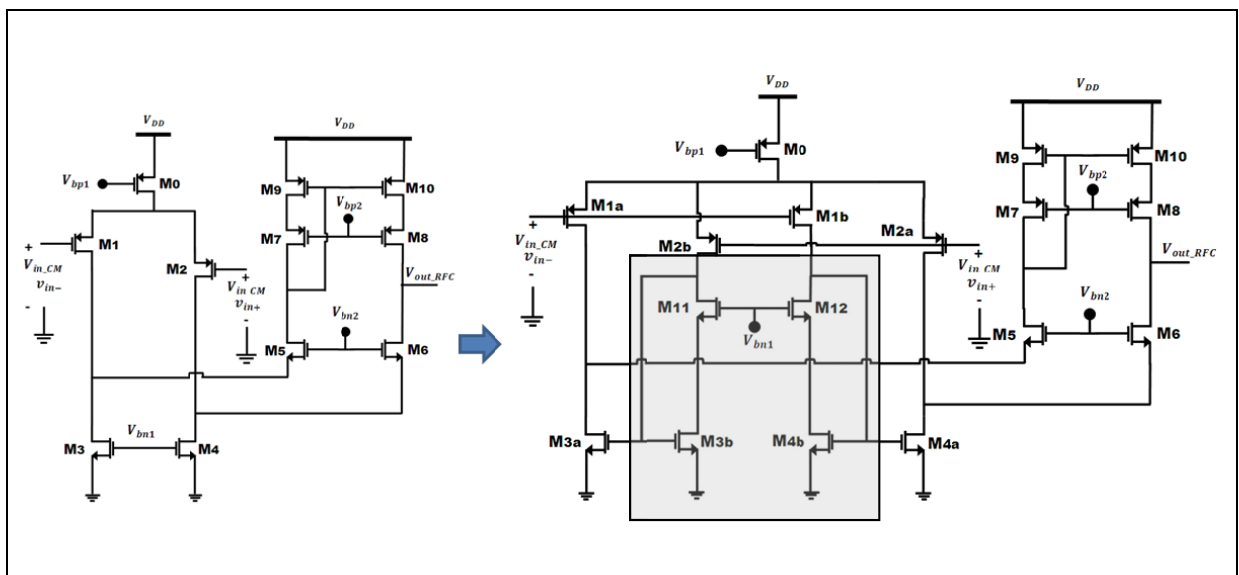 V_DD
V_bp1
M0
V_DD
M9
M10
V_bp2
M7
M8
M1
M2
+
V_in_CM
v_in-
-
+
V_in_CM
v_in+
-
V_out_RFC
V_bn2
M5
M6
V_bn1
M3
M4
V_DD
V_bp1
M0
M1a
M1b
M2b
M2a
+
V_in_CM
v_in-
-
+
V_in_CM
v_in+
-
M11
M12
V_bn1
M3a
M3b
M4b
M4a
V_DD
M9
M10
V_bp2
M7
M8
V_out_RFC
V_bn2
M5
M6